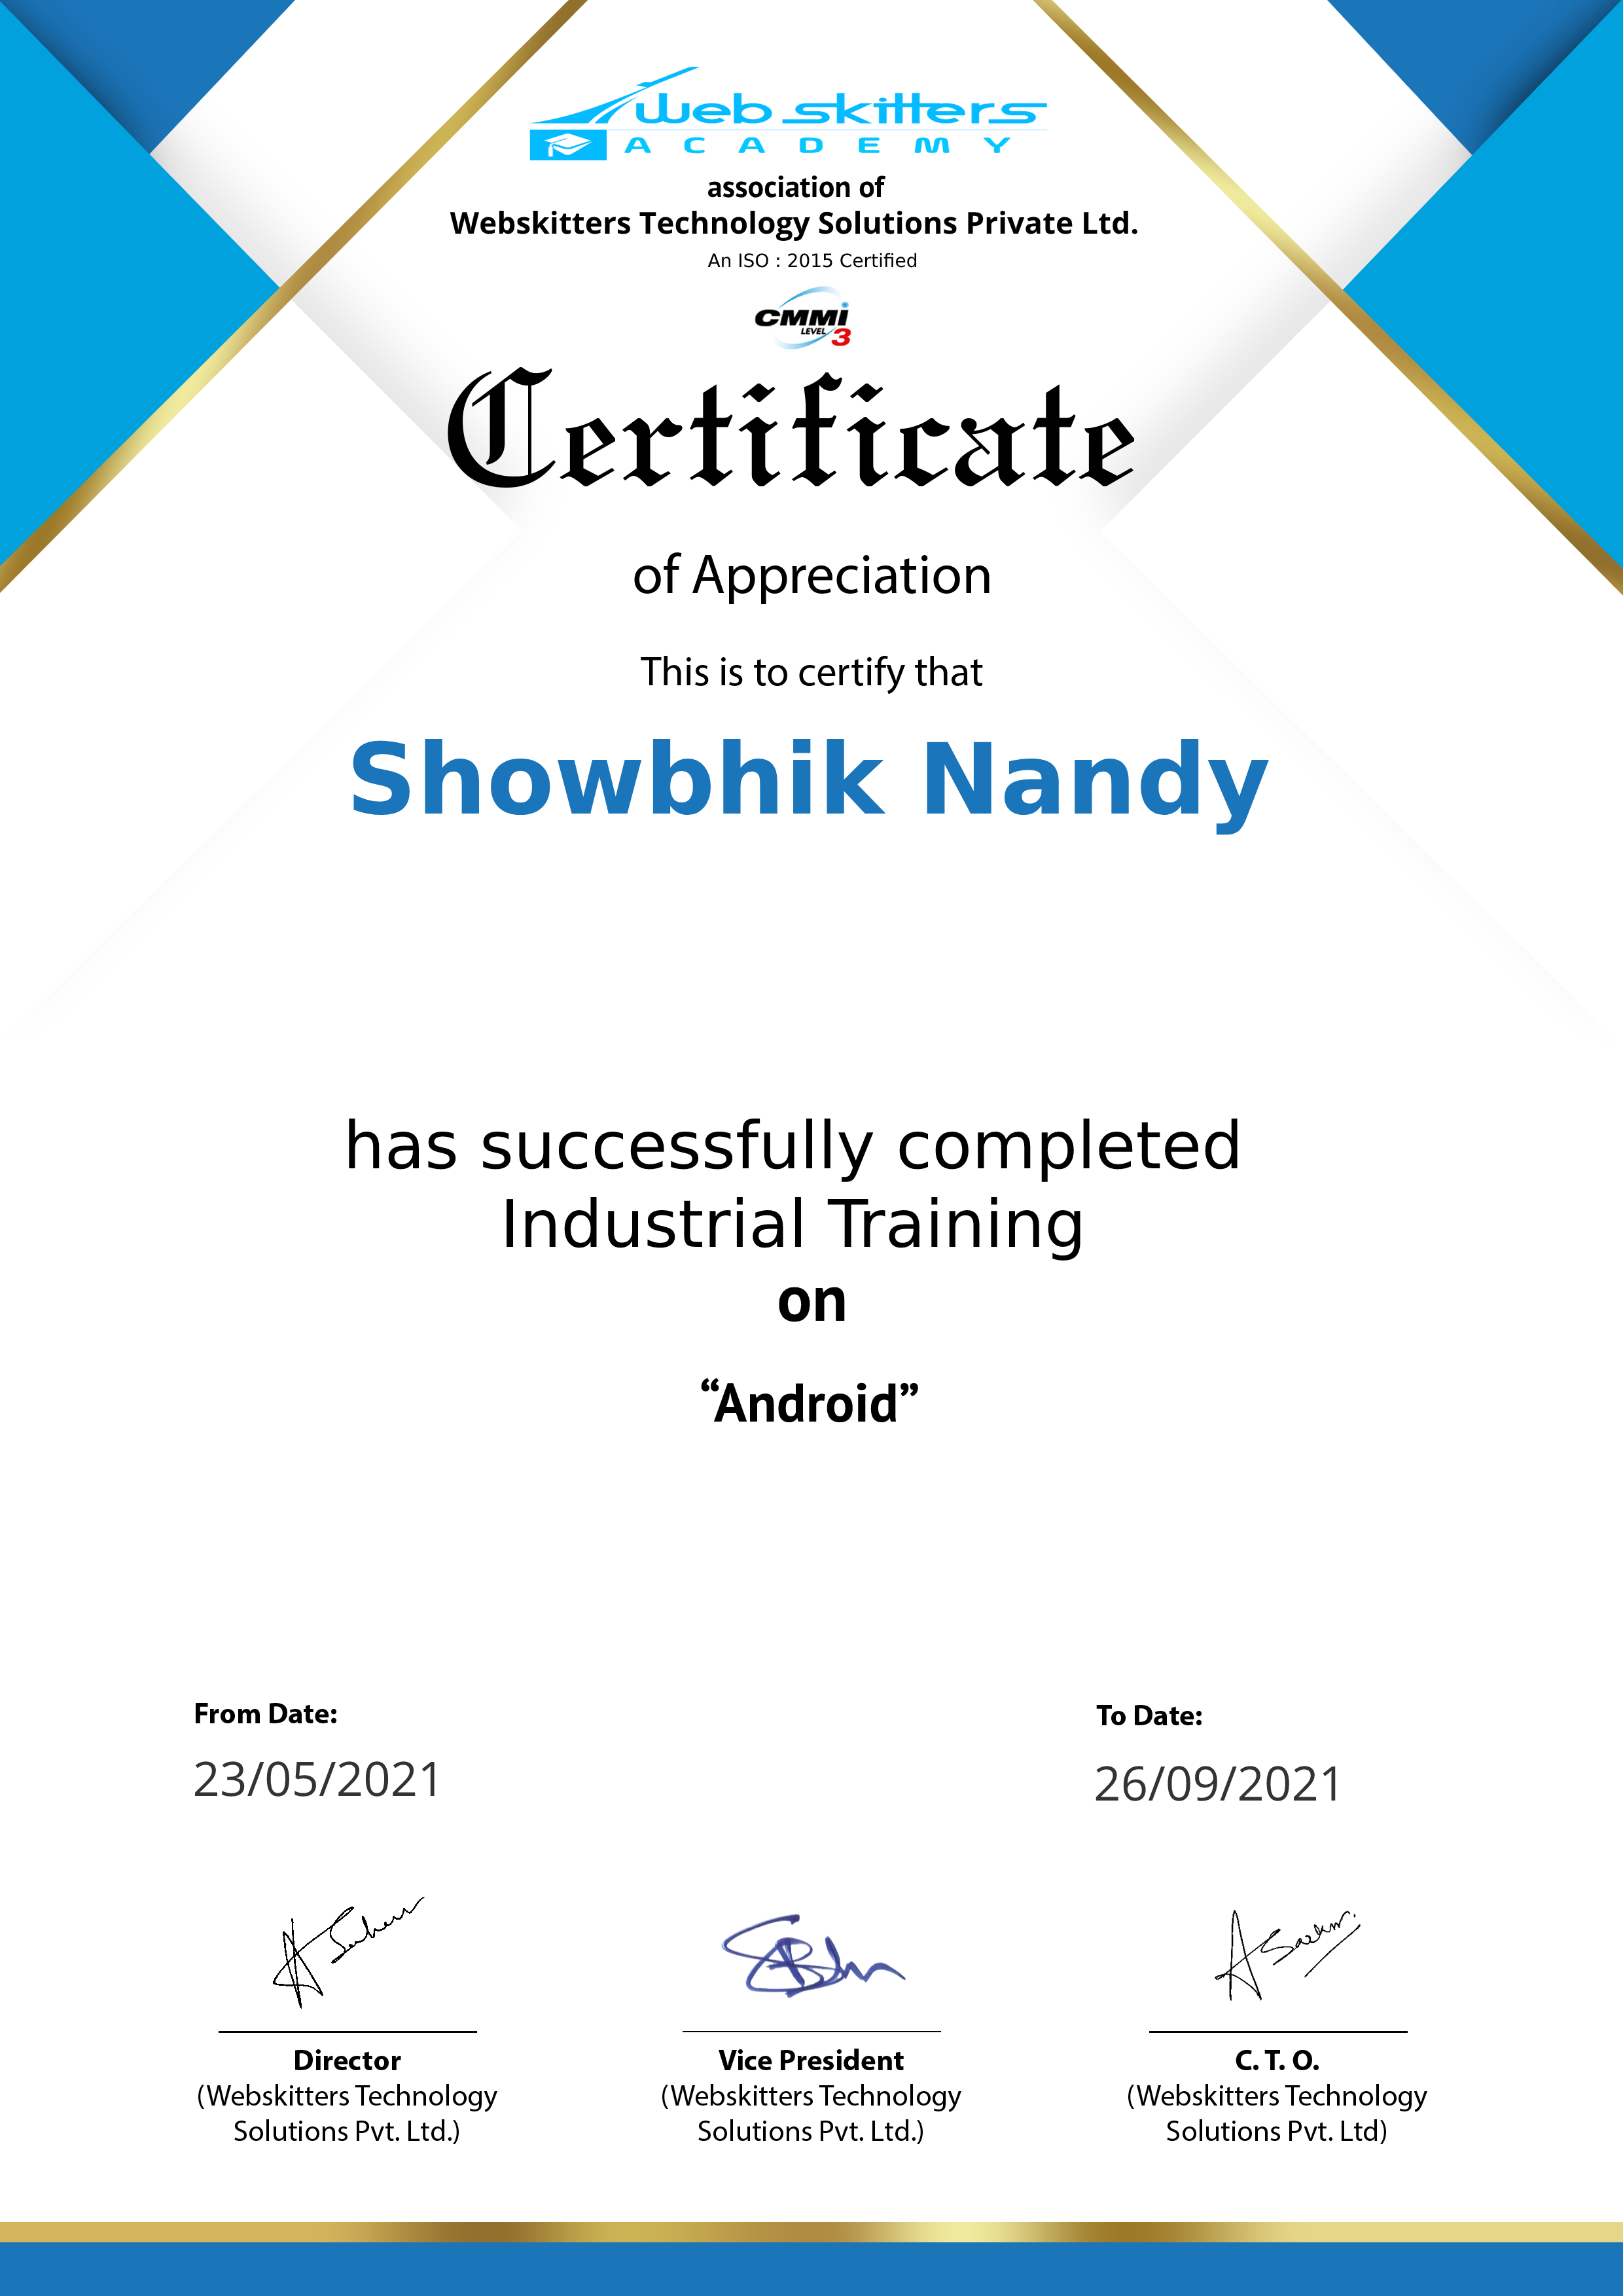 Web skitters
ACADEMY
association of
Webskitters Technology Solutions Private Ltd.
An ISO : 2015 Certified
CMMi
LEVEL 3
Certificate
of Appreciation
This is to certify that
Showbhik Nandy
has successfully completed
Industrial Training
on
“Android”
From Date:
To Date:
23/05/2021
26/09/2021
Director
(Webskitters Technology
Solutions Pvt. Ltd.)
Vice President
(Webskitters Technology
Solutions Pvt. Ltd.)
C. T. O.
(Webskitters Technology
Solutions Pvt. Ltd)